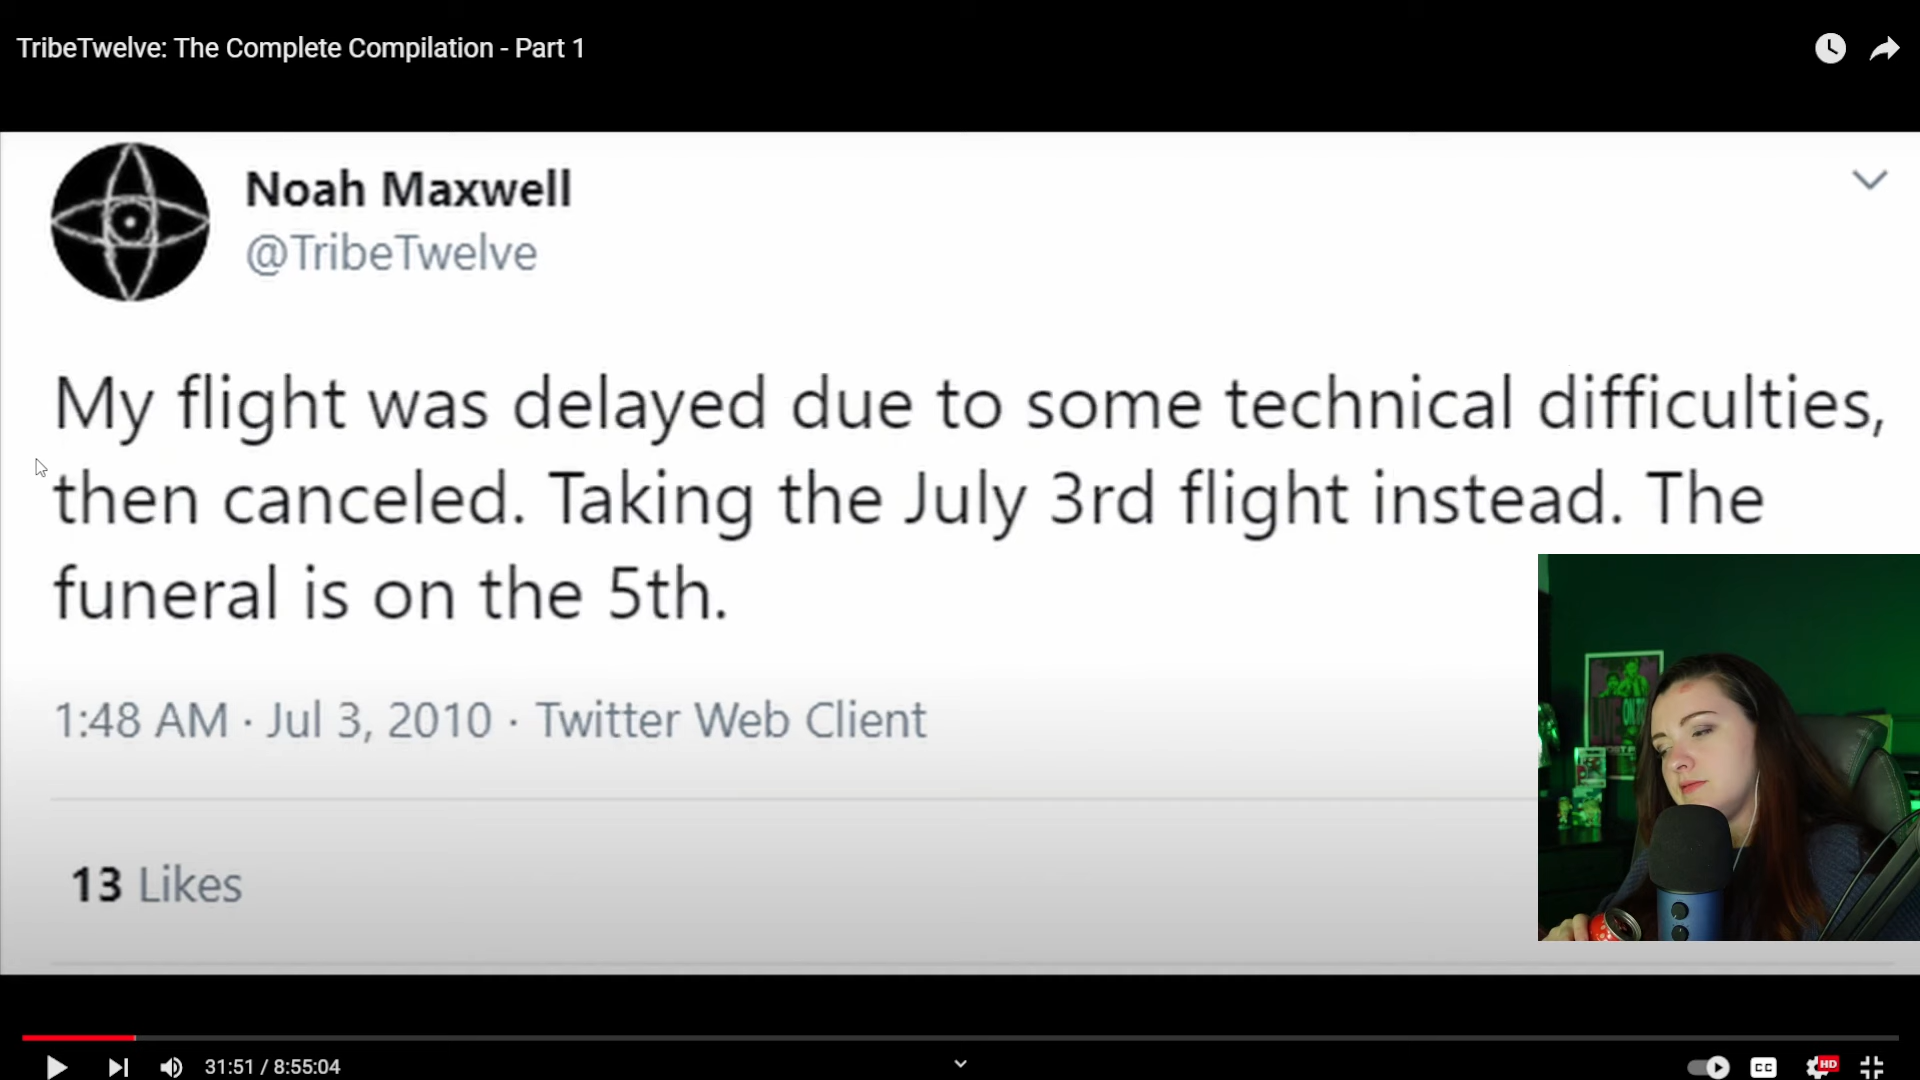 TribeTwelve: The Complete Compilation - Part 1
Noah Maxwell
@TribeTwelve
My flight was delayed due to some technical difficulties,
then canceled. Taking the July 3rd flight instead. The
funeral is on the 5th.
1:48 AM · Jul 3, 2010 · Twitter Web Client
13 Likes
31:51 / 8:55:04
CC
HD